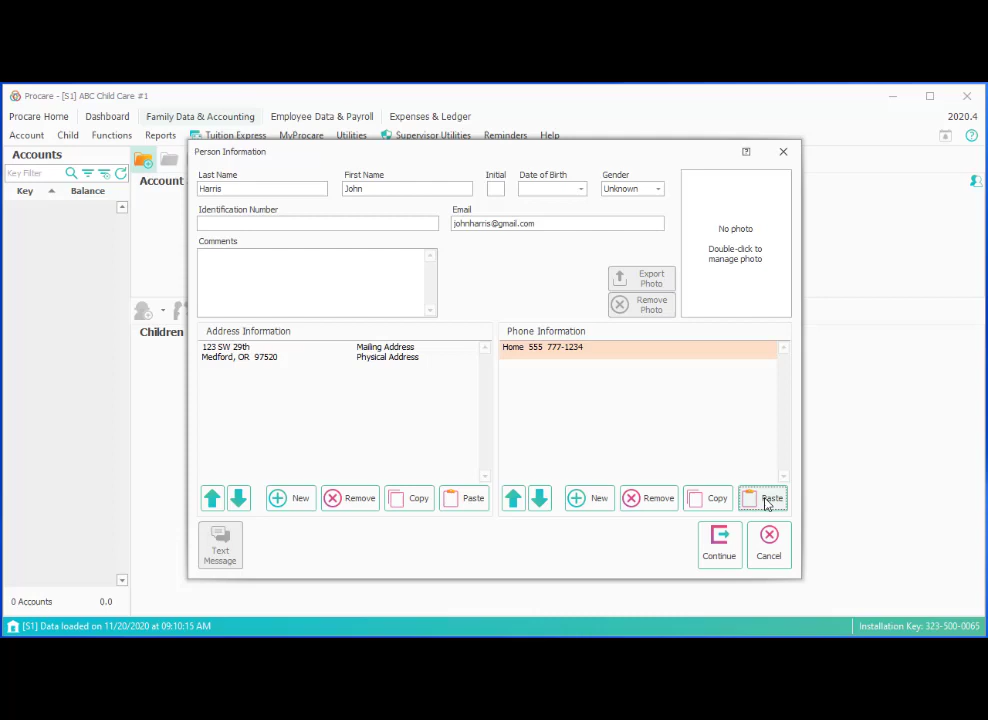 Procare - [S1] ABC Child Care #1
Procare Home Dashboard Family Data & Accounting Employee Data & Payroll Expenses & Ledger 2020.4
Account Child Functions Reports Tuition Express MyProcare Utilities Supervisor Utilities Reminders Help
Accounts
Key Filter
Key Balance
Account
Children
0 Accounts 0.0
Person Information
Last Name First Name Initial Date of Birth Gender
Harris John Unknown
Identification Number Email
johnharris@gmail.com
Comments
No photo
Double-click to
manage photo
Export
Photo
Remove
Photo
Address Information Phone Information
123 SW 29th Mailing Address Home 555 777-1234
Medford, OR 97520 Physical Address
New Remove Copy Paste New Remove Copy Paste
Text
Message
Continue Cancel
[S1] Data loaded on 11/20/2020 at 09:10:15 AM Installation Key: 323-500-0065